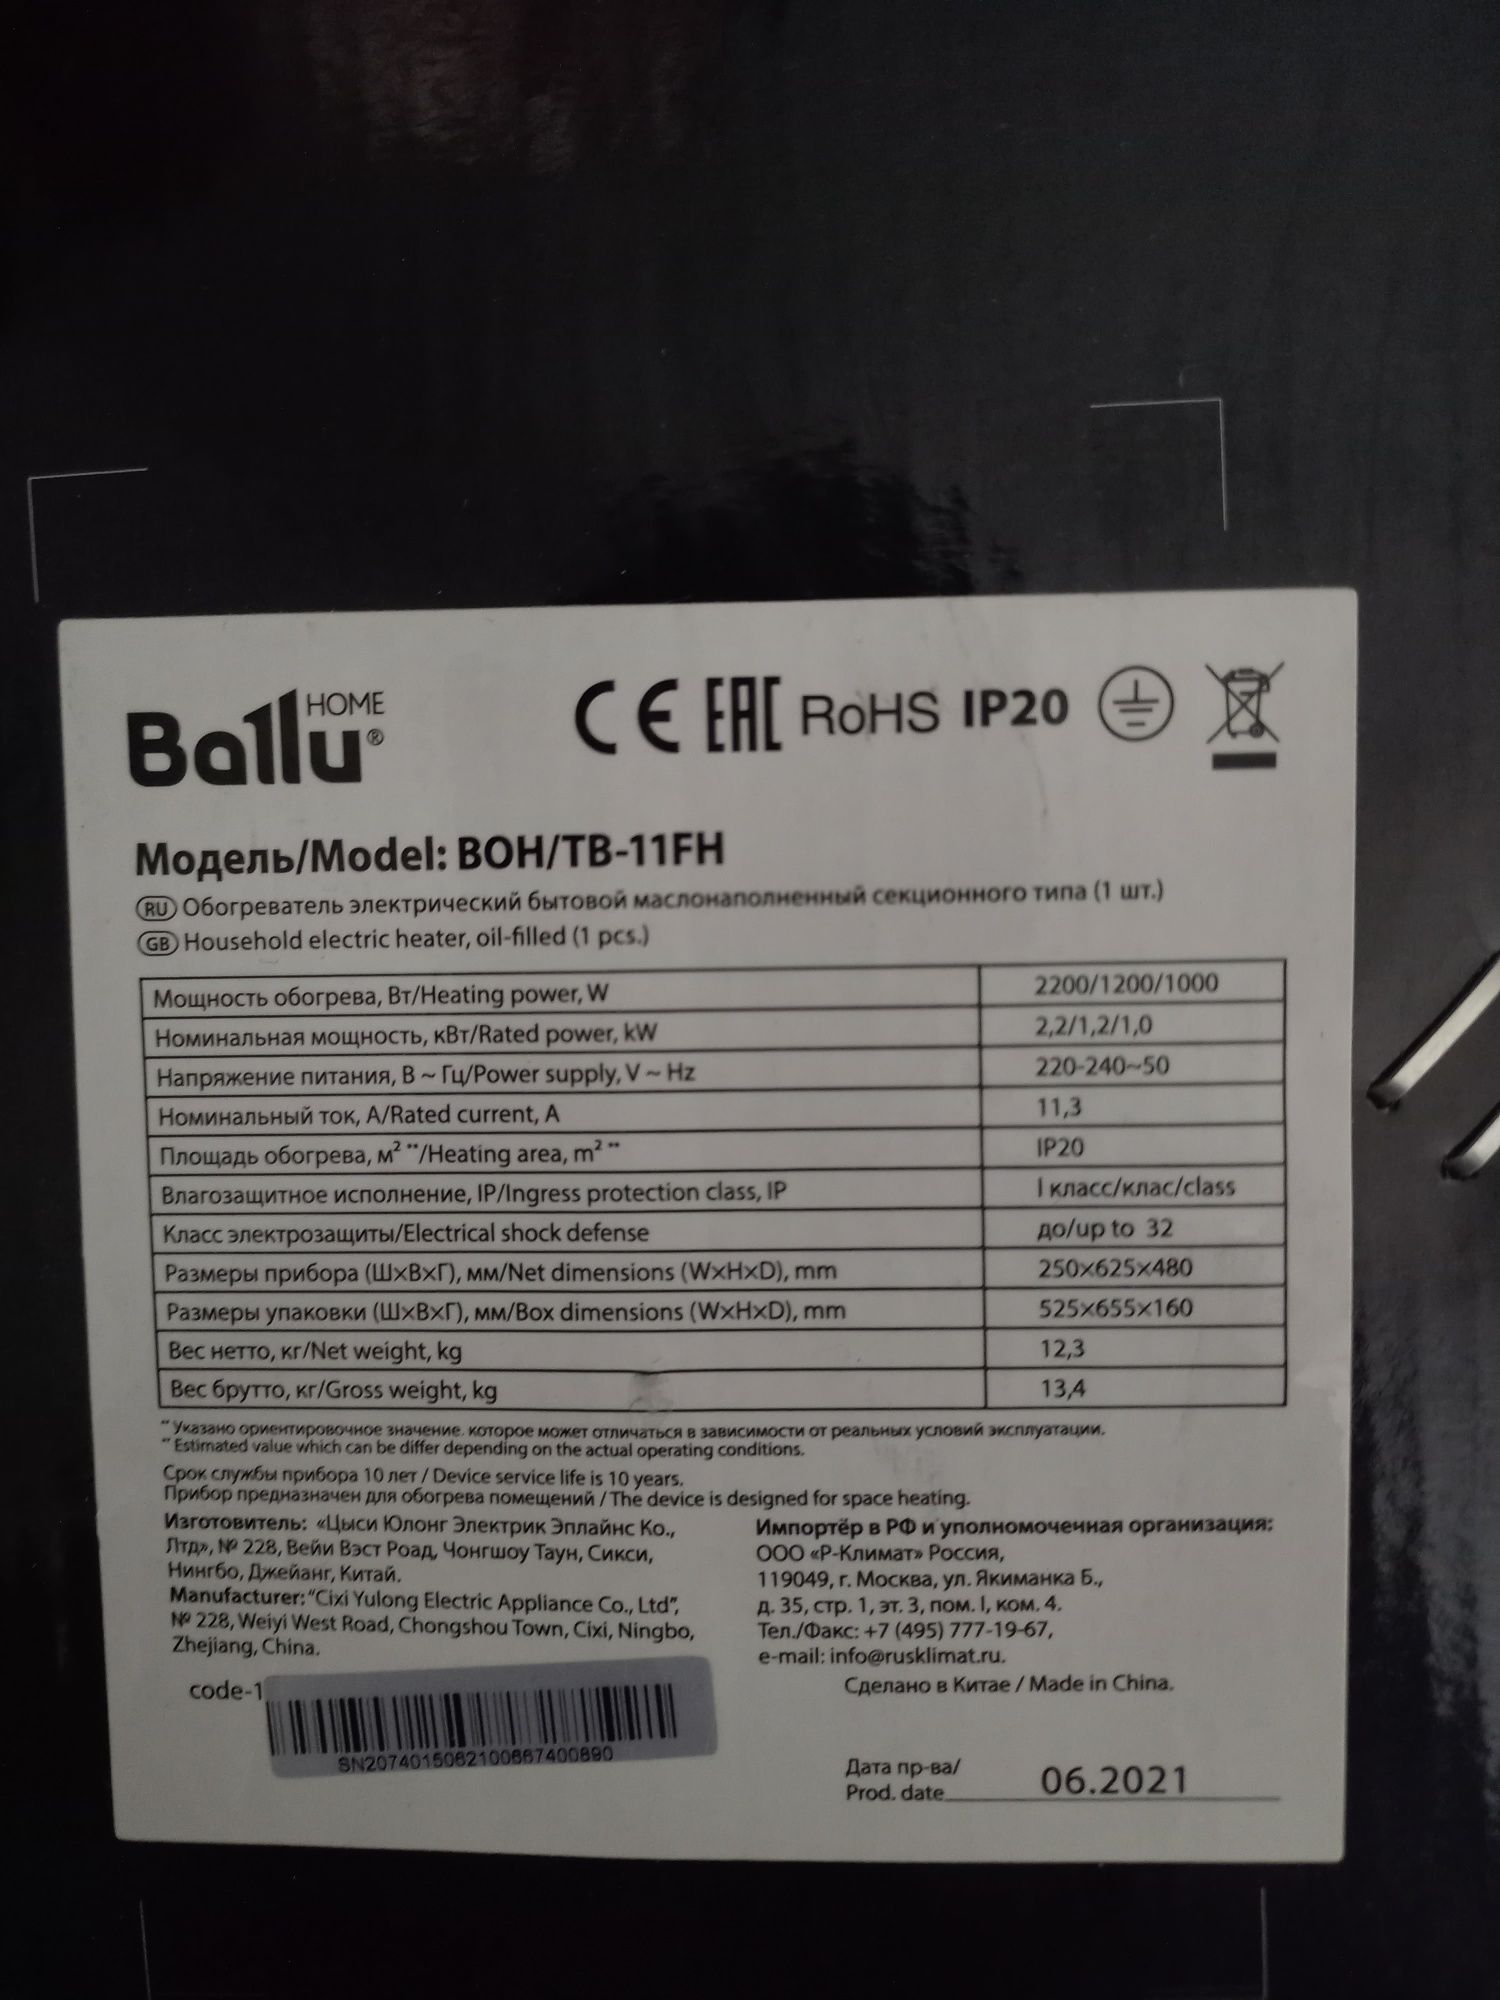 HOME
Ballu®
CE EAC RoHS IP20
Модель/Model: BOH/TB-11FH
RU Обогреватель электрический бытовой маслонаполненный секционного типа (1 шт.)
GB Household electric heater, oil-filled (1 pcs.)
Мощность обогрева, Вт/Heating power, W 2200/1200/1000
Номинальная мощность, кВт/Rated power, kW 2,2/1,2/1,0
Напряжение питания, В ~ Гц/Power supply, V ~ Hz 220-240~50
Номинальный ток, А/Rated current, A 11,3
Площадь обогрева, м² **/Heating area, m² ** IP20
Влагозащитное исполнение, IP/Ingress protection class, IP I класс/клас/class
Класс электрозащиты/Electrical shock defense до/up to 32
Размеры прибора (Ш×В×Г), мм/Net dimensions (W×H×D), mm 250×625×480
Размеры упаковки (Ш×В×Г), мм/Box dimensions (W×H×D), mm 525×655×160
Вес нетто, кг/Net weight, kg 12,3
Вес брутто, кг/Gross weight, kg 13,4
** Указано ориентировочное значение, которое может отличаться в зависимости от реальных условий эксплуатации.
** Estimated value which can be differ depending on the actual operating conditions.
Срок службы прибора 10 лет / Device service life is 10 years.
Прибор предназначен для обогрева помещений / The device is designed for space heating.
Изготовитель: «Цыси Юлонг Электрик Эплайнс Ко.,
Лтд», № 228, Вейи Вэст Роад, Чонгшоу Таун, Сикси,
Нингбо, Джейанг, Китай.
Manufacturer: "Cixi Yulong Electric Appliance Co., Ltd",
№ 228, Weiyi West Road, Chongshou Town, Cixi, Ningbo,
Zhejiang, China.
Импортёр в РФ и уполномоченная организация:
ООО «Р-Климат» Россия,
119049, г. Москва, ул. Якиманка Б.,
д. 35, стр. 1, эт. 3, пом. I, ком. 4.
Тел./Факс: +7 (495) 777-19-67,
e-mail: info@rusklimat.ru.
Сделано в Китае / Made in China.
code-1
SN2074015062100867400890
Дата пр-ва/
Prod. date 06.2021